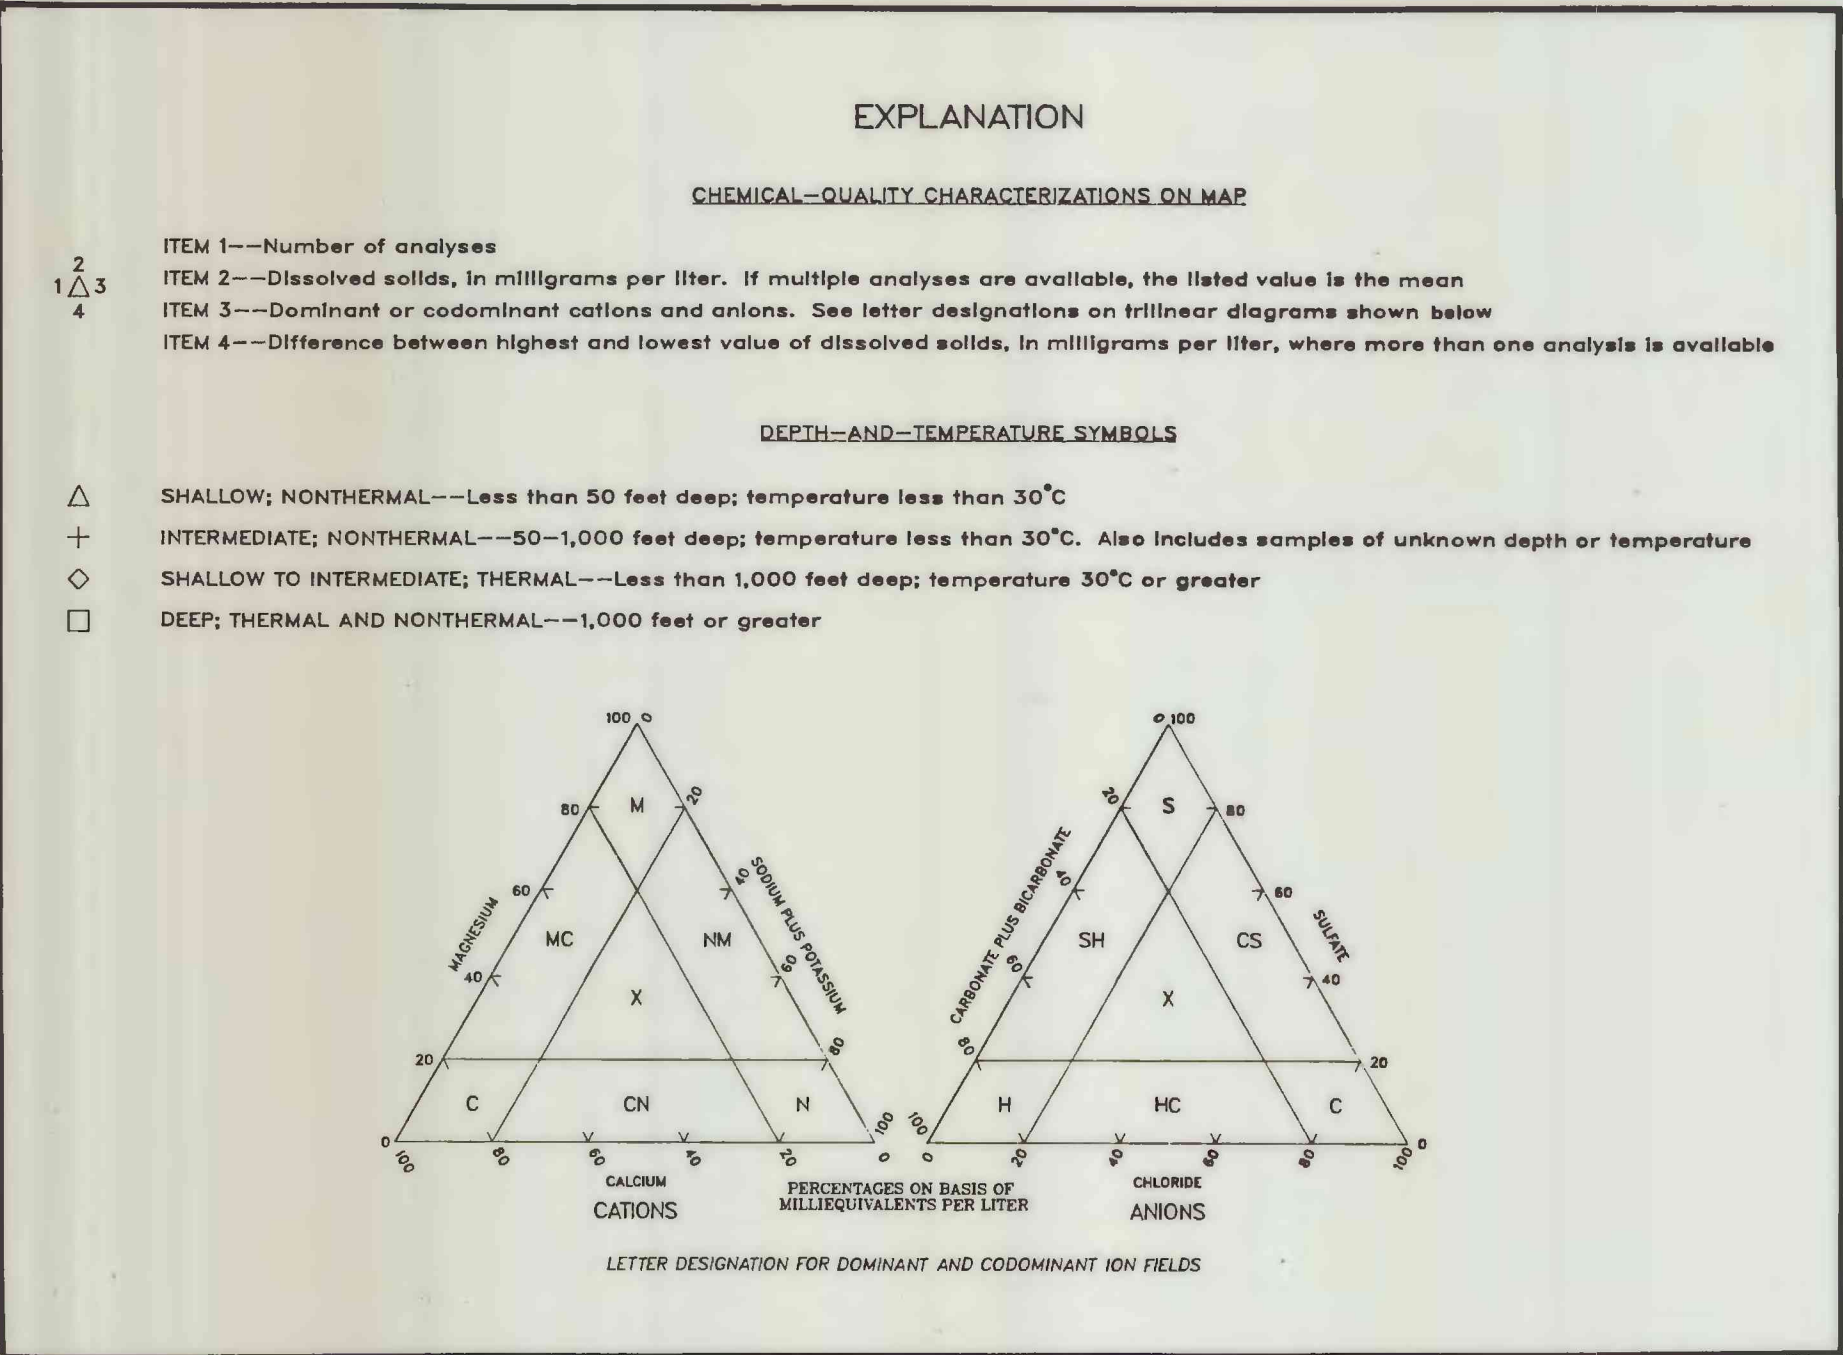 EXPLANATION
CHEMICAL—QUALITY CHARACTERIZATIONS ON MAP
ITEM 1——Number of analyses
2
1 △ 3
4
ITEM 2——Dissolved solids, in milligrams per liter. If multiple analyses are available, the listed value is the mean
ITEM 3——Dominant or codominant cations and anions. See letter designations on trilinear diagrams shown below
ITEM 4——Difference between highest and lowest value of dissolved solids, in milligrams per liter, where more than one analysis is available
DEPTH—AND—TEMPERATURE SYMBOLS
△ SHALLOW; NONTHERMAL——Less than 50 feet deep; temperature less than 30°C
+ INTERMEDIATE; NONTHERMAL——50—1,000 feet deep; temperature less than 30°C. Also includes samples of unknown depth or temperature
◇ SHALLOW TO INTERMEDIATE; THERMAL——Less than 1,000 feet deep; temperature 30°C or greater
□ DEEP; THERMAL AND NONTHERMAL——1,000 feet or greater
100 0
80 M 20
60 40
MAGNESIUM
SODIUM PLUS POTASSIUM
MC NM
40 60
X
20 80
C CN N
0 100
100 80 60 40 20 0
CALCIUM
CATIONS
0 100
20 S 80
40 60
CARBONATE PLUS BICARBONATE
SULFATE
SH CS
60 40
X
80 20
H HC C
100 0
0 20 40 60 80 100
CHLORIDE
ANIONS
PERCENTAGES ON BASIS OF
MILLIEQUIVALENTS PER LITER
LETTER DESIGNATION FOR DOMINANT AND CODOMINANT ION FIELDS